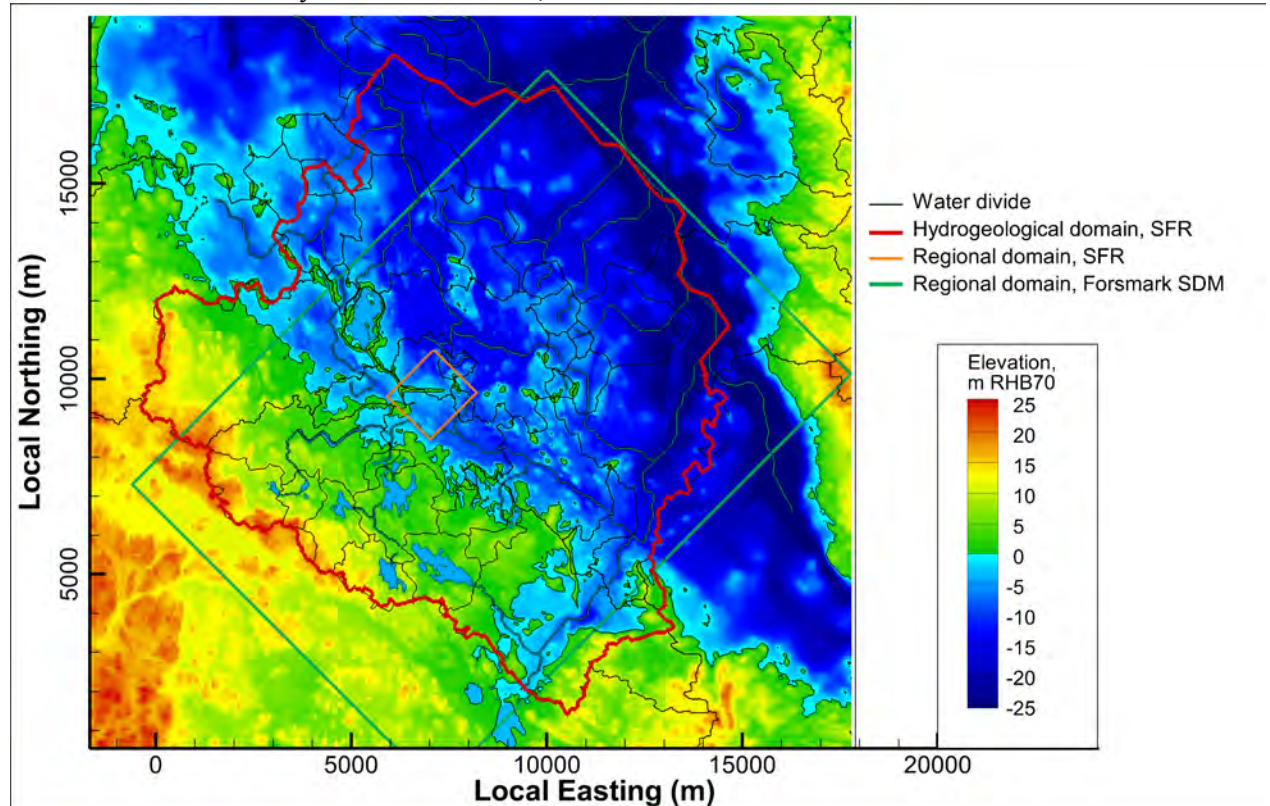 Water divide
Hydrogeological domain, SFR
Regional domain, SFR
Regional domain, Forsmark SDM
Elevation,
m RHB70
25
20
15
10
5
0
-5
-10
-15
-20
-25
15000
10000
5000
Local Northing (m)
0 5000 10000 15000 20000
Local Easting (m)